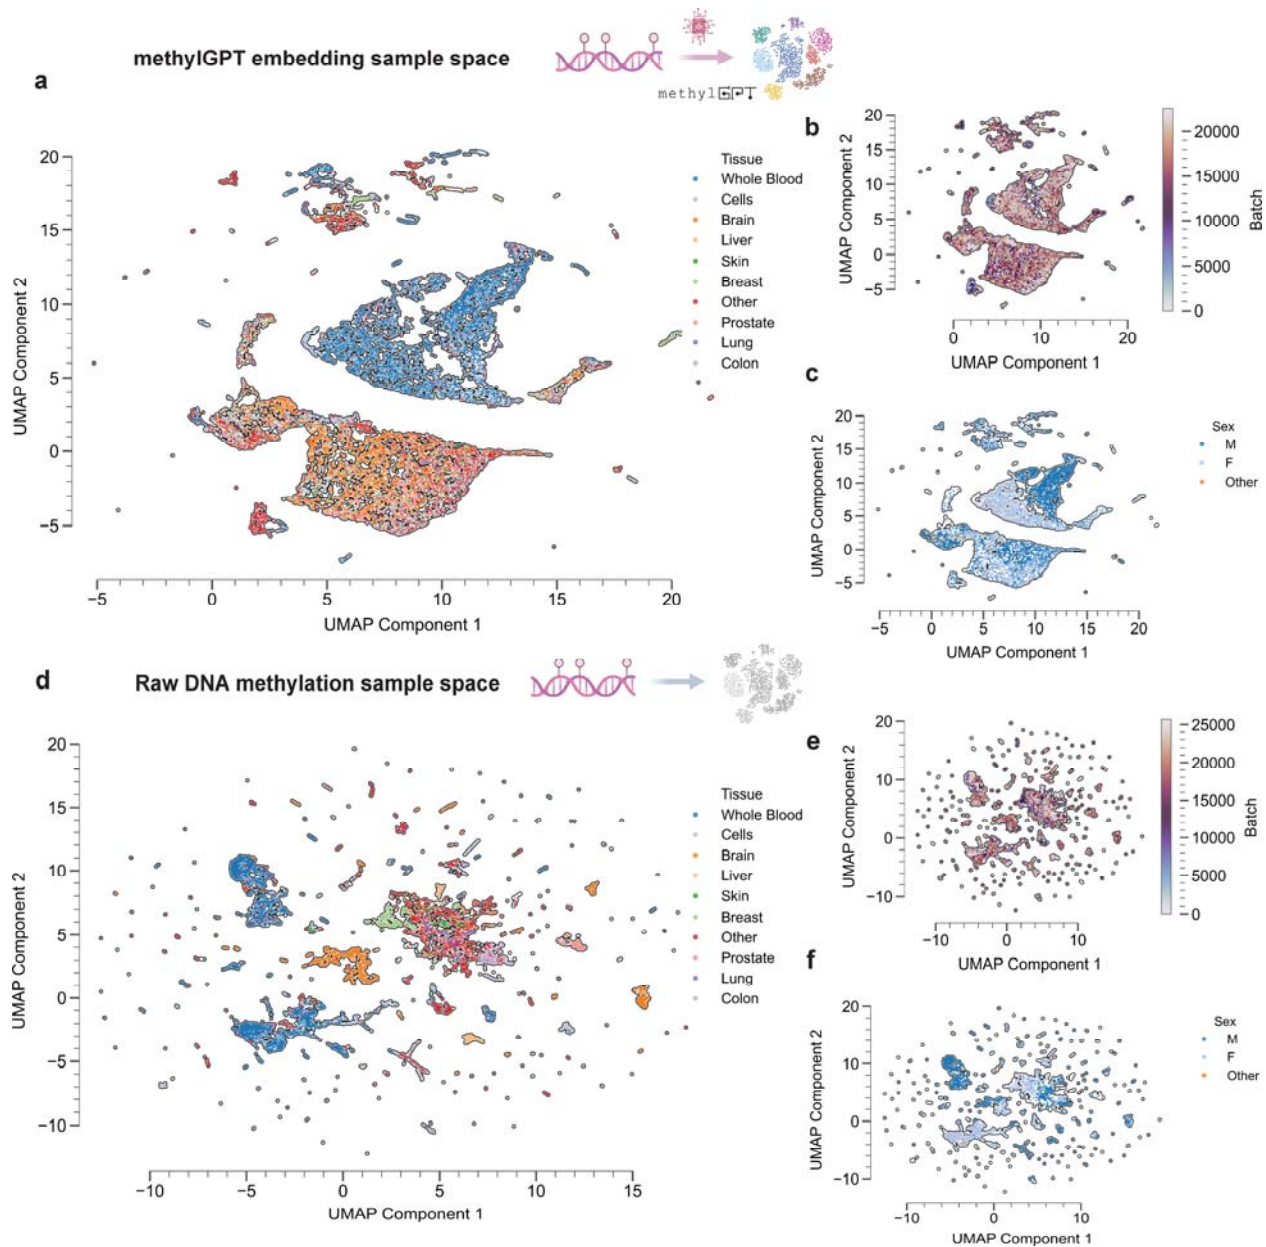 methylGPT embedding sample space
methylGPT
a
20
15
10
5
0
−5
UMAP Component 2
−5 0 5 10 15 20
UMAP Component 1
Tissue
Whole Blood
Cells
Brain
Liver
Skin
Breast
Other
Prostate
Lung
Colon
b
20
15
10
5
0
−5
UMAP Component 2
0 10 20
UMAP Component 1
20000
15000
10000
5000
0
Batch
c
20
15
10
5
0
−5
UMAP Component 2
−5 0 5 10 15 20
UMAP Component 1
Sex
M
F
Other
d
Raw DNA methylation sample space
20
15
10
5
0
−5
−10
UMAP Component 2
−10 −5 0 5 10 15
UMAP Component 1
Tissue
Whole Blood
Cells
Brain
Liver
Skin
Breast
Other
Prostate
Lung
Colon
e
20
10
0
−10
UMAP Component 2
−10 0 10
UMAP Component 1
25000
20000
15000
10000
5000
0
Batch
f
20
10
0
−10
UMAP Component 2
−10 0 10
UMAP Component 1
Sex
M
F
Other